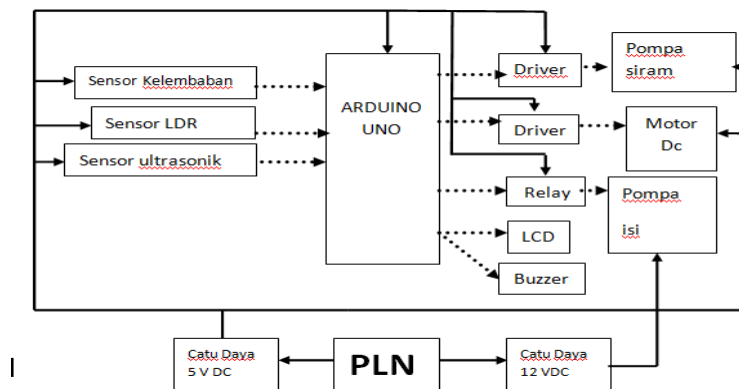 Sensor Kelembaban
Sensor LDR
Sensor ultrasonik
ARDUINO
UNO
Driver
Driver
Relay
LCD
Buzzer
Pompa
siram
Motor
Dc
Pompa
isi
Catu Daya
5 V DC
PLN
Catu Daya
12 VDC